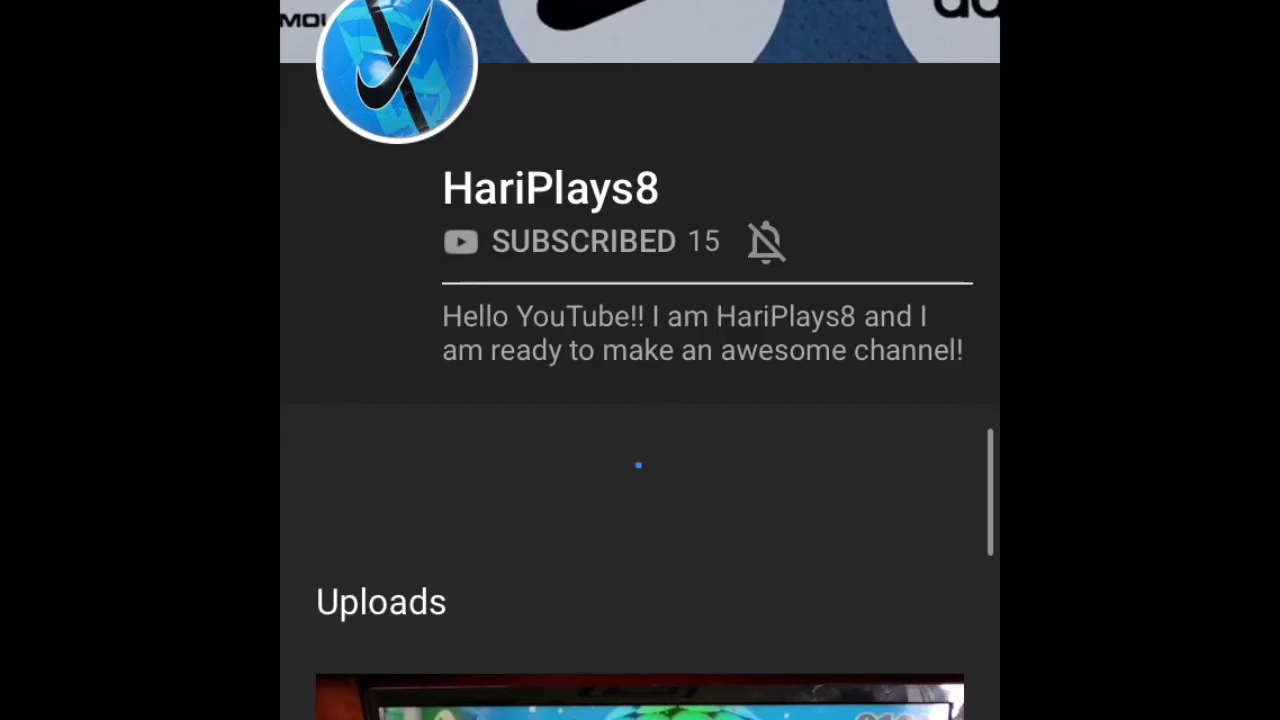 HariPlays8
SUBSCRIBED 15
Hello YouTube!! I am HariPlays8 and I
am ready to make an awesome channel!
Uploads